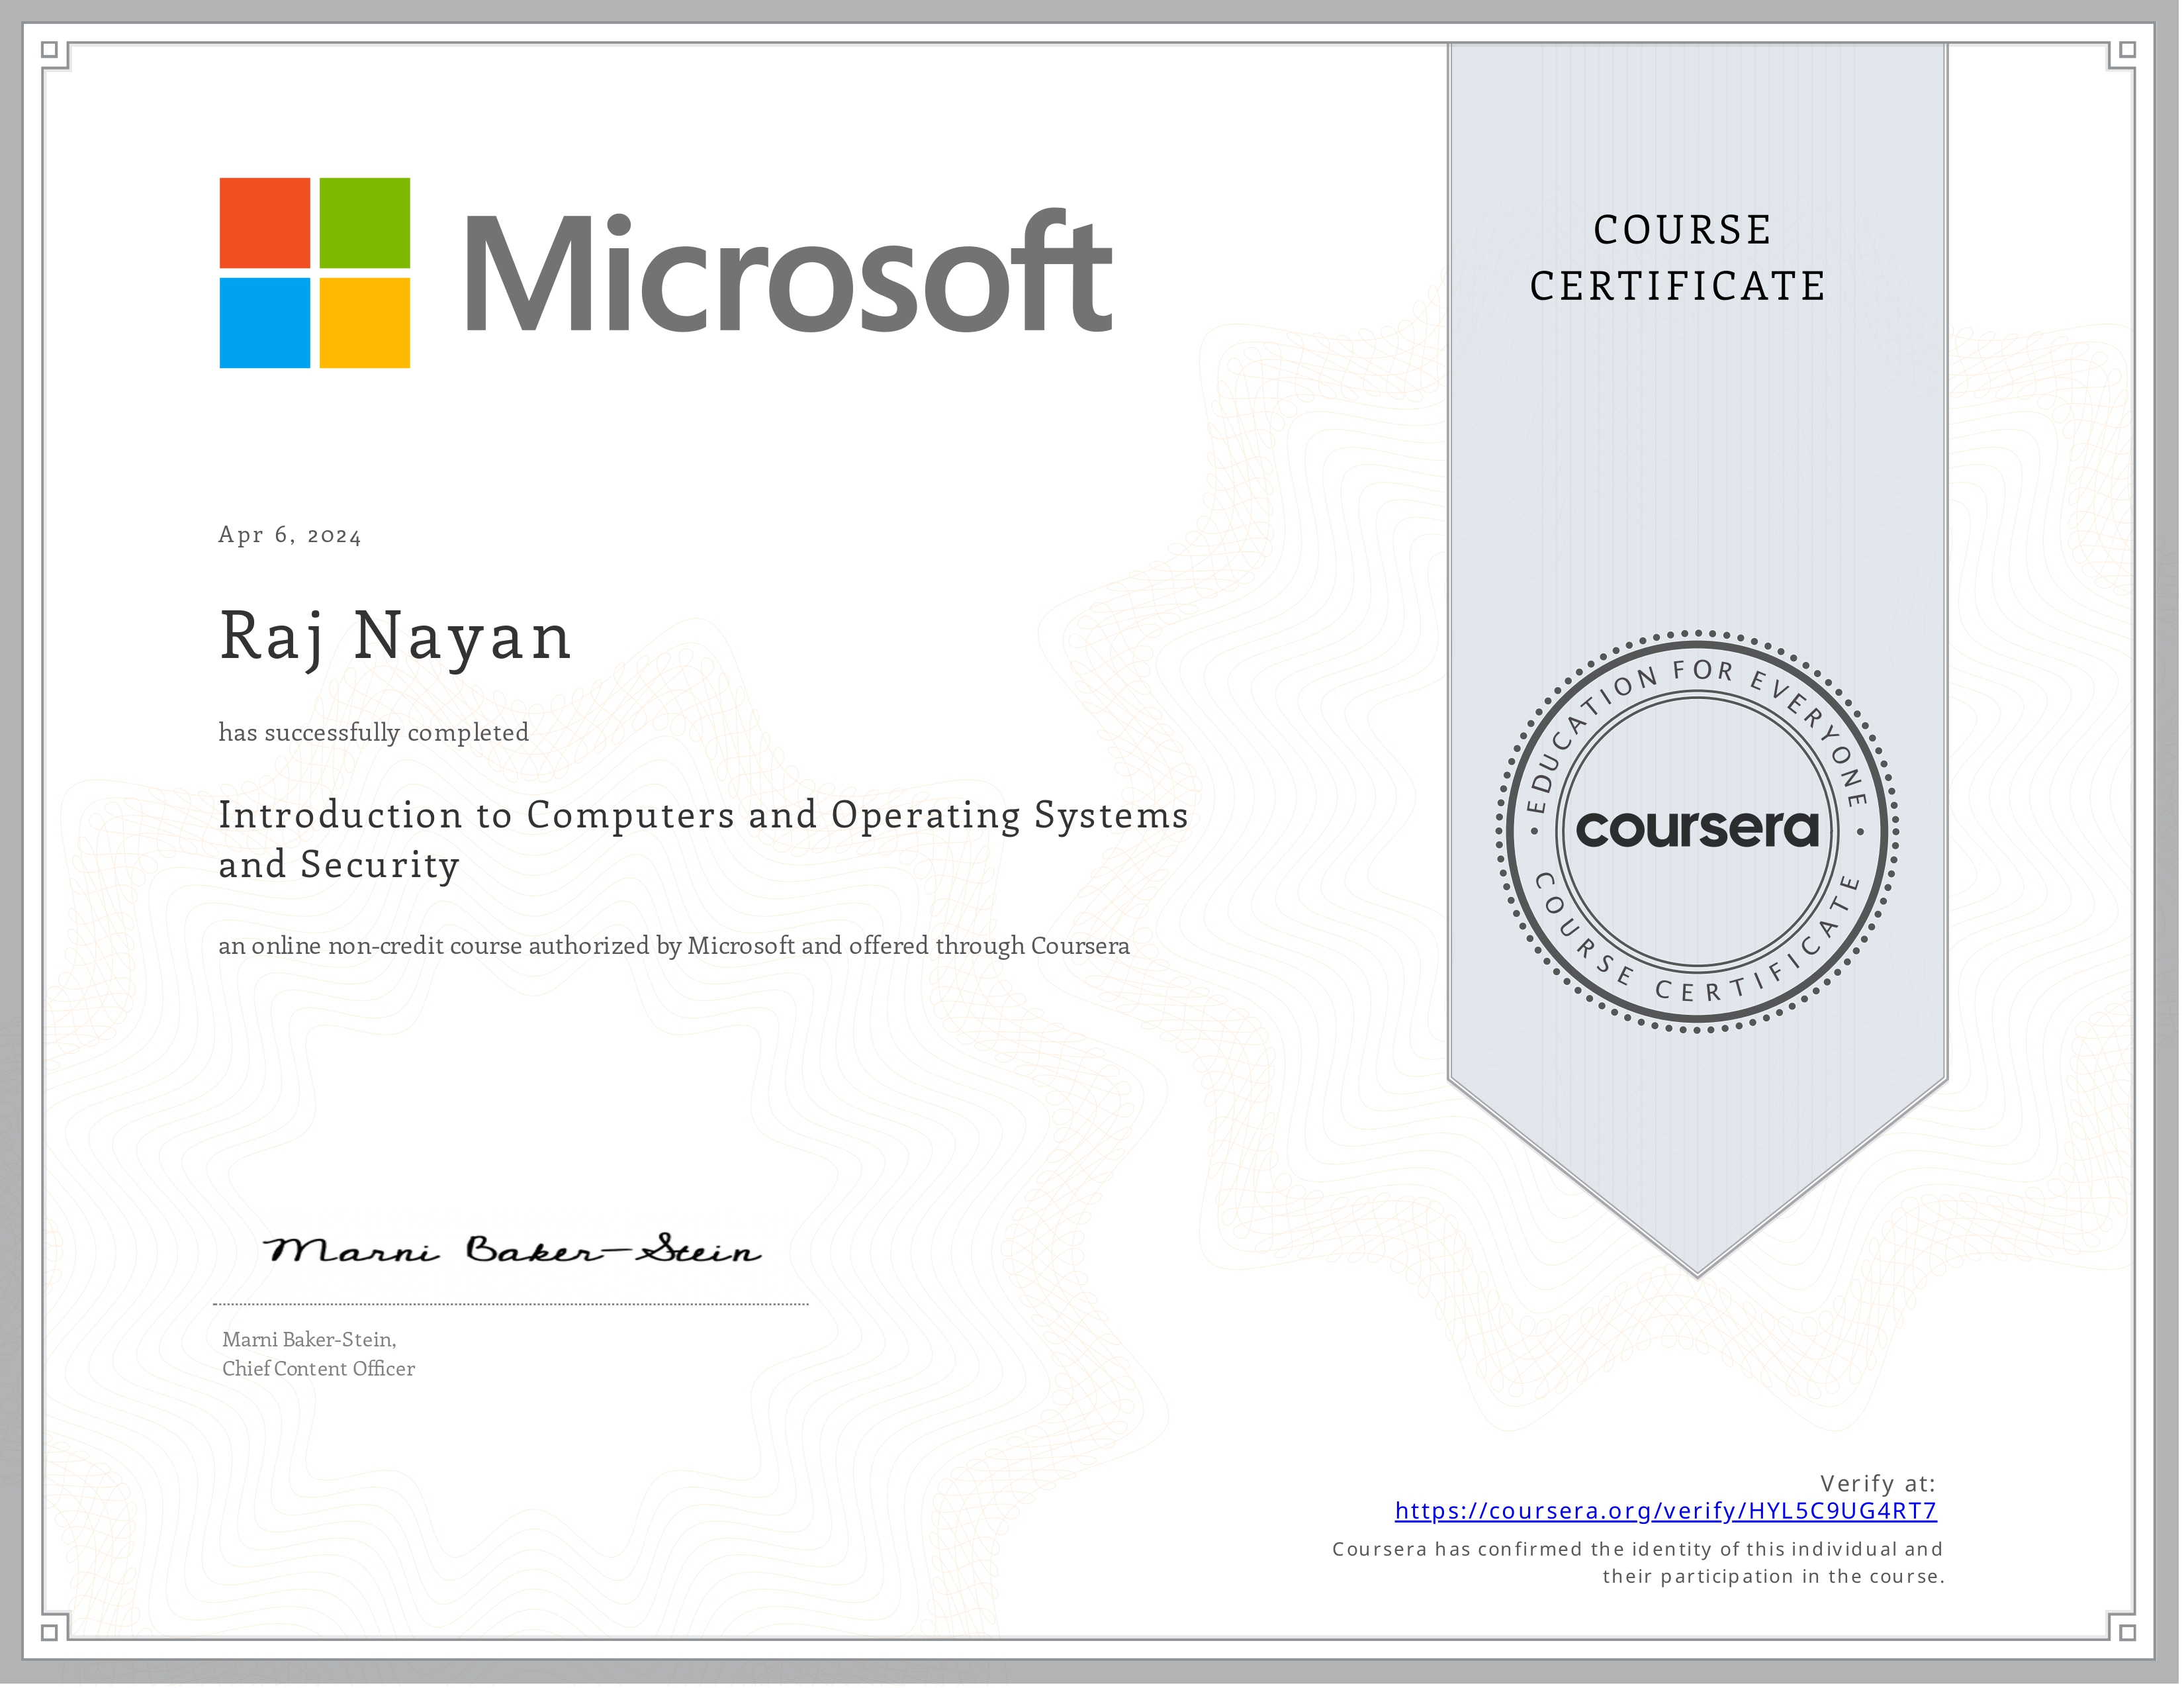 Microsoft
COURSE
CERTIFICATE
Apr 6, 2024
Raj Nayan
has successfully completed
Introduction to Computers and Operating Systems
and Security
an online non-credit course authorized by Microsoft and offered through Coursera
EDUCATION FOR EVERYONE
coursera
COURSE CERTIFICATE
Marni Baker-Stein
Marni Baker-Stein,
Chief Content Officer
Verify at:
https://coursera.org/verify/HYL5C9UG4RT7
Coursera has confirmed the identity of this individual and
their participation in the course.